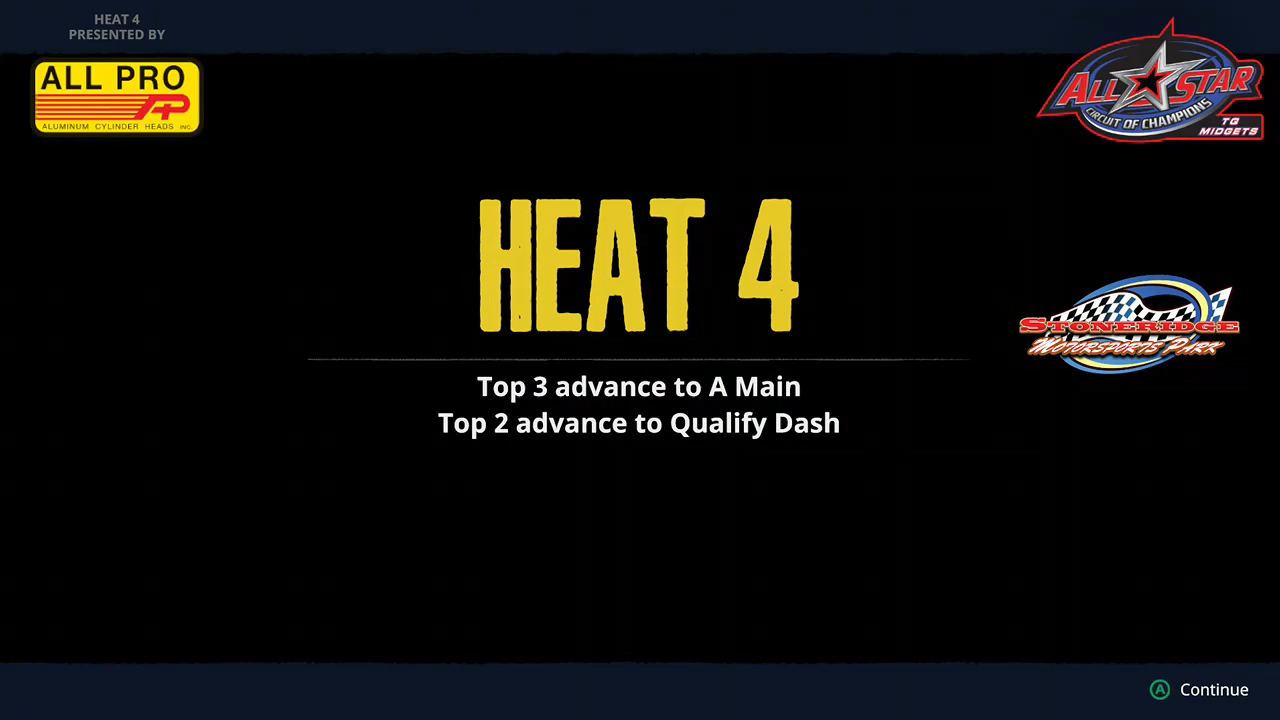 HEAT 4
PRESENTED BY
ALL PRO
AP
ALUMINUM CYLINDER HEADS INC.
ALL STAR
CIRCUIT OF CHAMPIONS
TQ
MIDGETS
HEAT 4
STONERIDGE
MOTORSPORTS PARK
Top 3 advance to A Main
Top 2 advance to Qualify Dash
A Continue